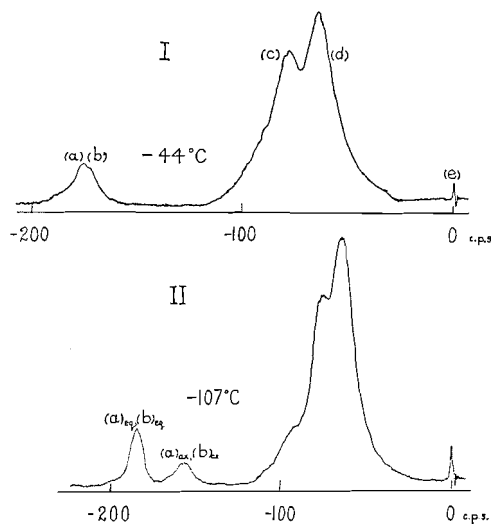 I
(c)
(d)
(a)(b)
-44°C
(e)
-200
-100
0
c.p.s.
II
-107°C
(a)eq.(b)eq.
(a)ax.(b)ax
-200
-100
0
c.p.s.